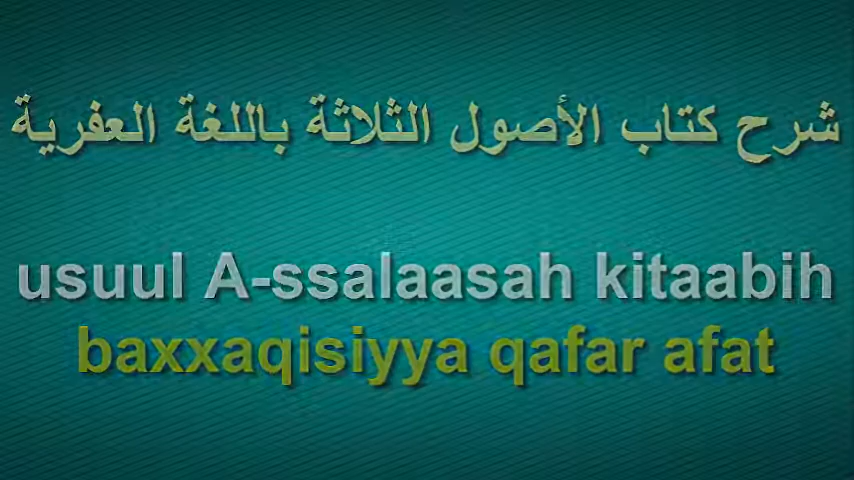 شرح كتاب الأصول الثلاثة باللغة العفرية
usuul A-ssalaasah kitaabih
baxxaqisiyya qafar afat